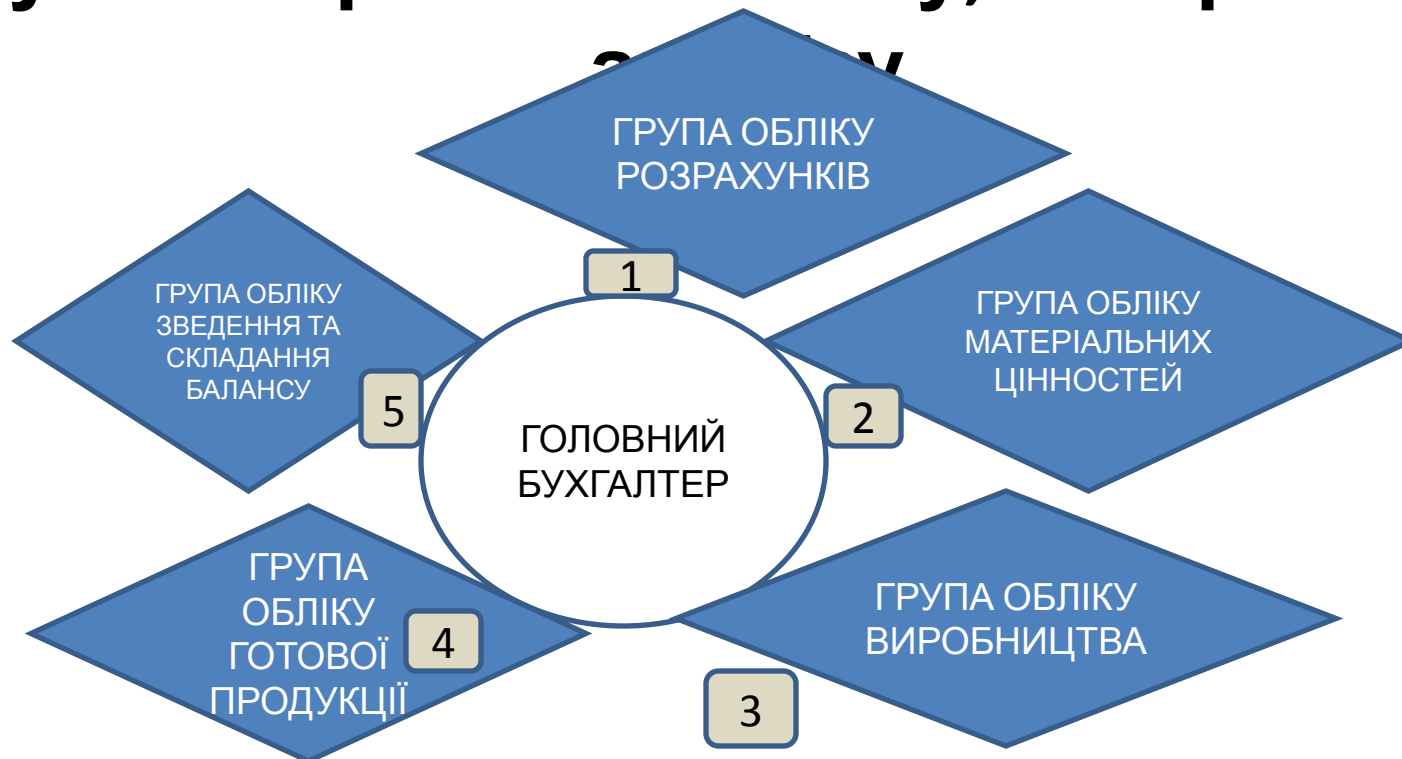 ГРУПА ОБЛІКУ
РОЗРАХУНКІВ
1
ГРУПА ОБЛІКУ
МАТЕРІАЛЬНИХ
ЦІННОСТЕЙ
2
ГРУПА ОБЛІКУ
ВИРОБНИЦТВА
3
ГРУПА
ОБЛІКУ
ГОТОВОЇ
ПРОДУКЦІЇ
4
ГРУПА ОБЛІКУ
ЗВЕДЕННЯ ТА
СКЛАДАННЯ
БАЛАНСУ
5
ГОЛОВНИЙ
БУХГАЛТЕР